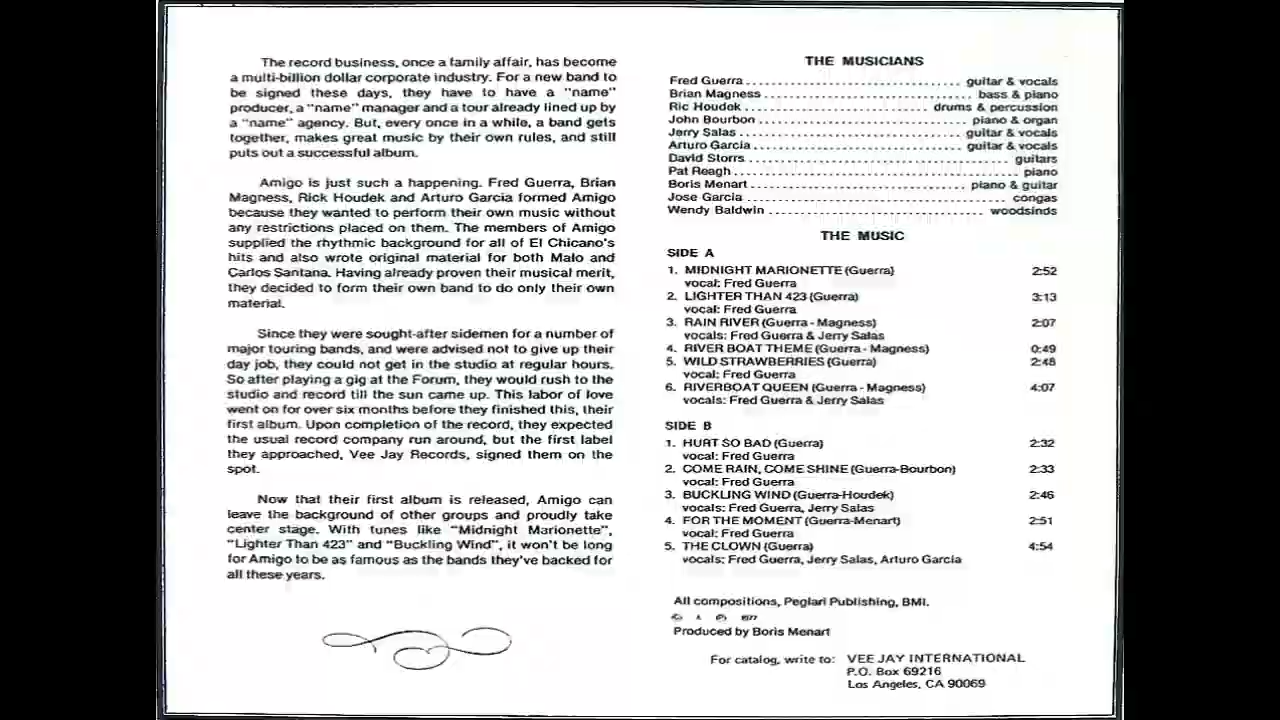 The record business, once a family affair, has become
a multi-billion dollar corporate industry. For a new band to
be signed these days, they have to have a "name"
producer, a "name" manager and a tour already lined up by
a "name" agency. But, every once in a while, a band gets
together, makes great music by their own rules, and still
puts out a successful album.
Amigo is just such a happening. Fred Guerra, Brian
Magness, Rick Houdek and Arturo Garcia formed Amigo
because they wanted to perform their own music without
any restrictions placed on them. The members of Amigo
supplied the rhythmic background for all of El Chicano's
hits and also wrote original material for both Malo and
Carlos Santana. Having already proven their musical merit,
they decided to form their own band to do only their own
material.
Since they were sought-after sidemen for a number of
major touring bands, and were advised not to give up their
day job, they could not get in the studio at regular hours.
So after playing a gig at the Forum, they would rush to the
studio and record till the sun came up. This labor of love
went on for over six months before they finished this, their
first album. Upon completion of the record, they expected
the usual record company run around, but the first label
they approached, Vee Jay Records, signed them on the
spot.
Now that their first album is released, Amigo can
leave the background of other groups and proudly take
center stage. With tunes like "Midnight Marionette",
"Lighter Than 423" and "Buckling Wind", it won't be long
for Amigo to be as famous as the bands they've backed for
all these years.
THE MUSICIANS
Fred Guerra ........ guitar & vocals
Brian Magness ........ bass & piano
Ric Houdek ........ drums & percussion
John Bourbon ........ piano & organ
Jerry Salas ........ guitar & vocals
Arturo Garcia ........ guitar & vocals
David Storrs ........ guitars
Pat Reagh ........ piano
Boris Menart ........ piano & guitar
Jose Garcia ........ congas
Wendy Baldwin ........ woodsinds
THE MUSIC
SIDE A
1. MIDNIGHT MARIONETTE (Guerra) 2:52
vocal: Fred Guerra
2. LIGHTER THAN 423 (Guerra) 3:13
vocal: Fred Guerra
3. RAIN RIVER (Guerra - Magness) 2:07
vocals: Fred Guerra & Jerry Salas
4. RIVER BOAT THEME (Guerra - Magness) 0:49
5. WILD STRAWBERRIES (Guerra) 2:48
vocal: Fred Guerra
6. RIVERBOAT QUEEN (Guerra - Magness) 4:07
vocals: Fred Guerra & Jerry Salas
SIDE B
1. HURT SO BAD (Guerra) 2:32
vocal: Fred Guerra
2. COME RAIN, COME SHINE (Guerra-Bourbon) 2:33
vocal: Fred Guerra
3. BUCKLING WIND (Guerra-Houdek) 2:46
vocals: Fred Guerra, Jerry Salas
4. FOR THE MOMENT (Guerra-Menart) 2:51
vocal: Fred Guerra
5. THE CLOWN (Guerra) 4:54
vocals: Fred Guerra, Jerry Salas, Arturo Garcia
All compositions, Peglari Publishing, BMI.
Produced by Boris Menart
For catalog, write to: VEE JAY INTERNATIONAL
P.O. Box 69216
Los Angeles, CA 90069